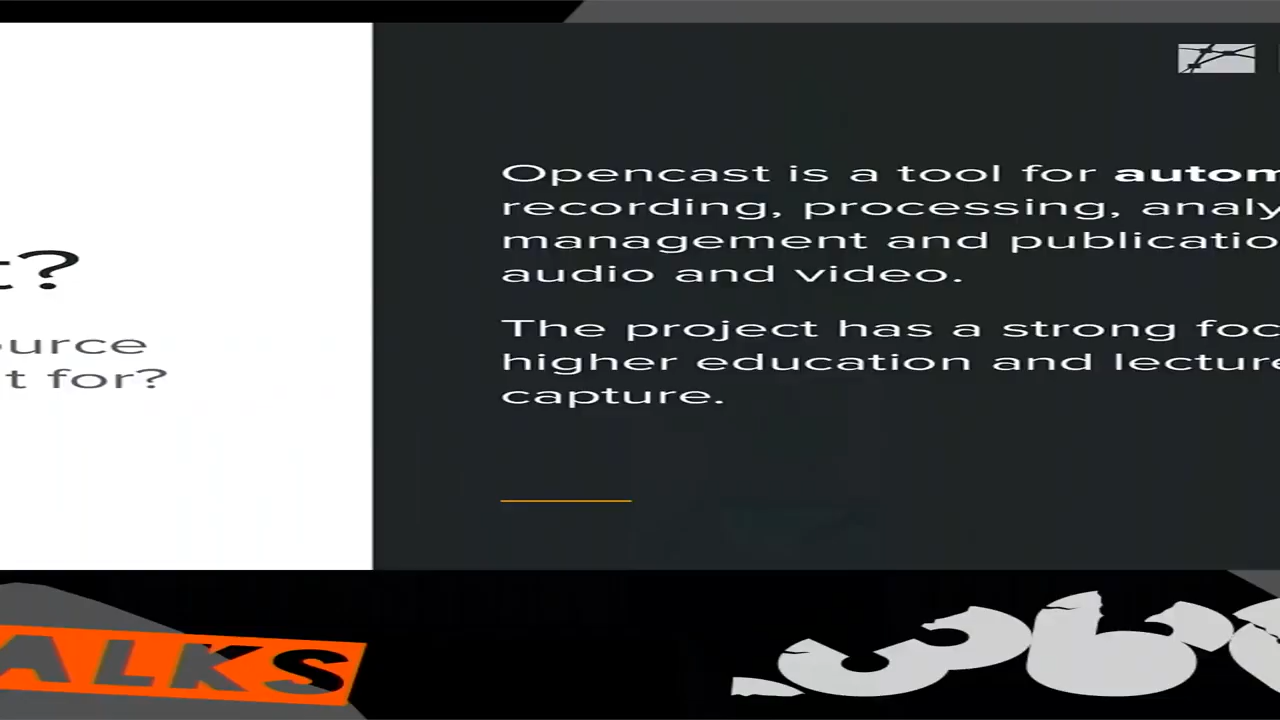 t?
ource
t for?
Opencast is a tool for autom
recording, processing, analy
management and publicatio
audio and video.
The project has a strong foc
higher education and lecture
capture.
ALKS
36